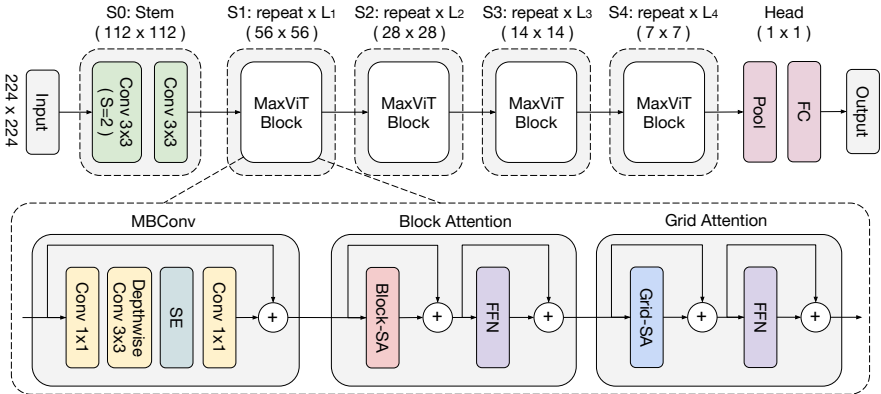 S0: Stem
( 112 x 112 )
S1: repeat x L1
( 56 x 56 )
S2: repeat x L2
( 28 x 28 )
S3: repeat x L3
( 14 x 14 )
S4: repeat x L4
( 7 x 7 )
Head
( 1 x 1 )
224 x 224
Input
Conv 3x3
( S=2 )
Conv 3x3
MaxViT
Block
MaxViT
Block
MaxViT
Block
MaxViT
Block
Pool
FC
Output
MBConv
Block Attention
Grid Attention
Conv 1x1
Depthwise
Conv 3x3
SE
Conv 1x1
+
Block-SA
+
FFN
+
Grid-SA
+
FFN
+